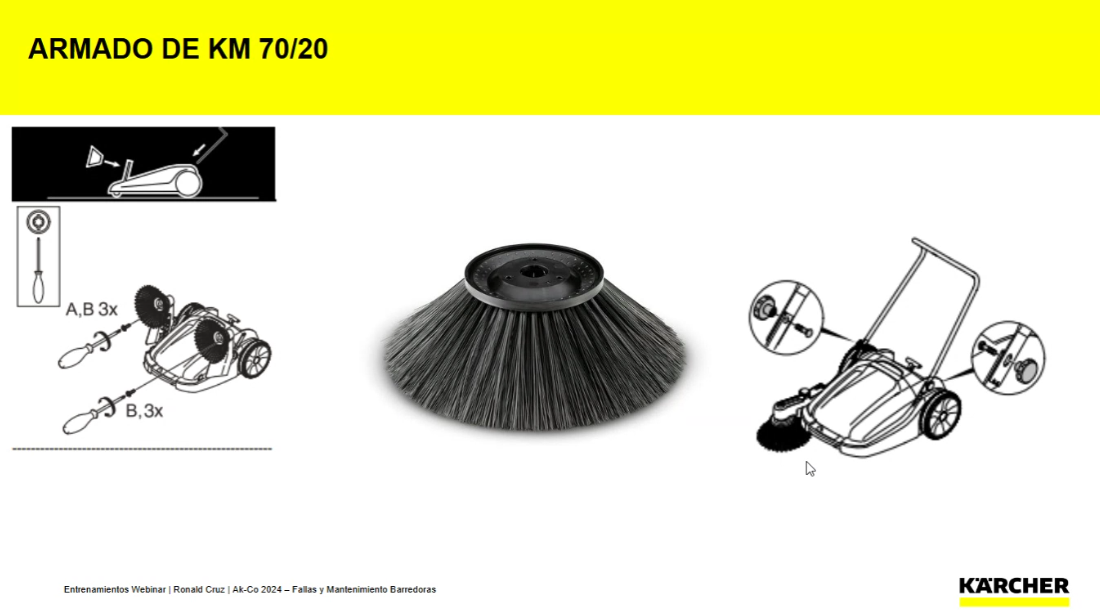 ARMADO DE KM 70/20
A,B 3x
B,3x
Entrenamientos Webinar | Ronald Cruz | Ak-Co 2024 – Fallas y Mantenimiento Barredoras
KÄRCHER